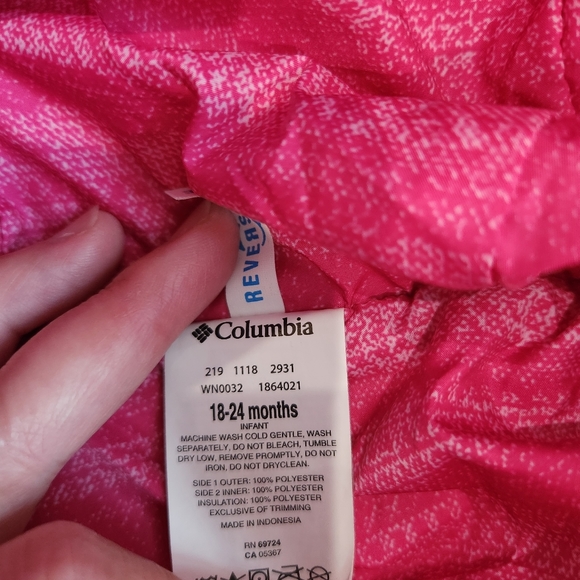 REVERS
Columbia
219 1118 2931
WN0032 1864021
18-24 months
INFANT
MACHINE WASH COLD GENTLE, WASH
SEPARATELY, DO NOT BLEACH, TUMBLE
DRY LOW, REMOVE PROMPTLY, DO NOT
IRON, DO NOT DRYCLEAN.
SIDE 1 OUTER: 100% POLYESTER
SIDE 2 INNER: 100% POLYESTER
INSULATION: 100% POLYESTER
EXCLUSIVE OF TRIMMING
MADE IN INDONESIA
RN 69724
CA 05367